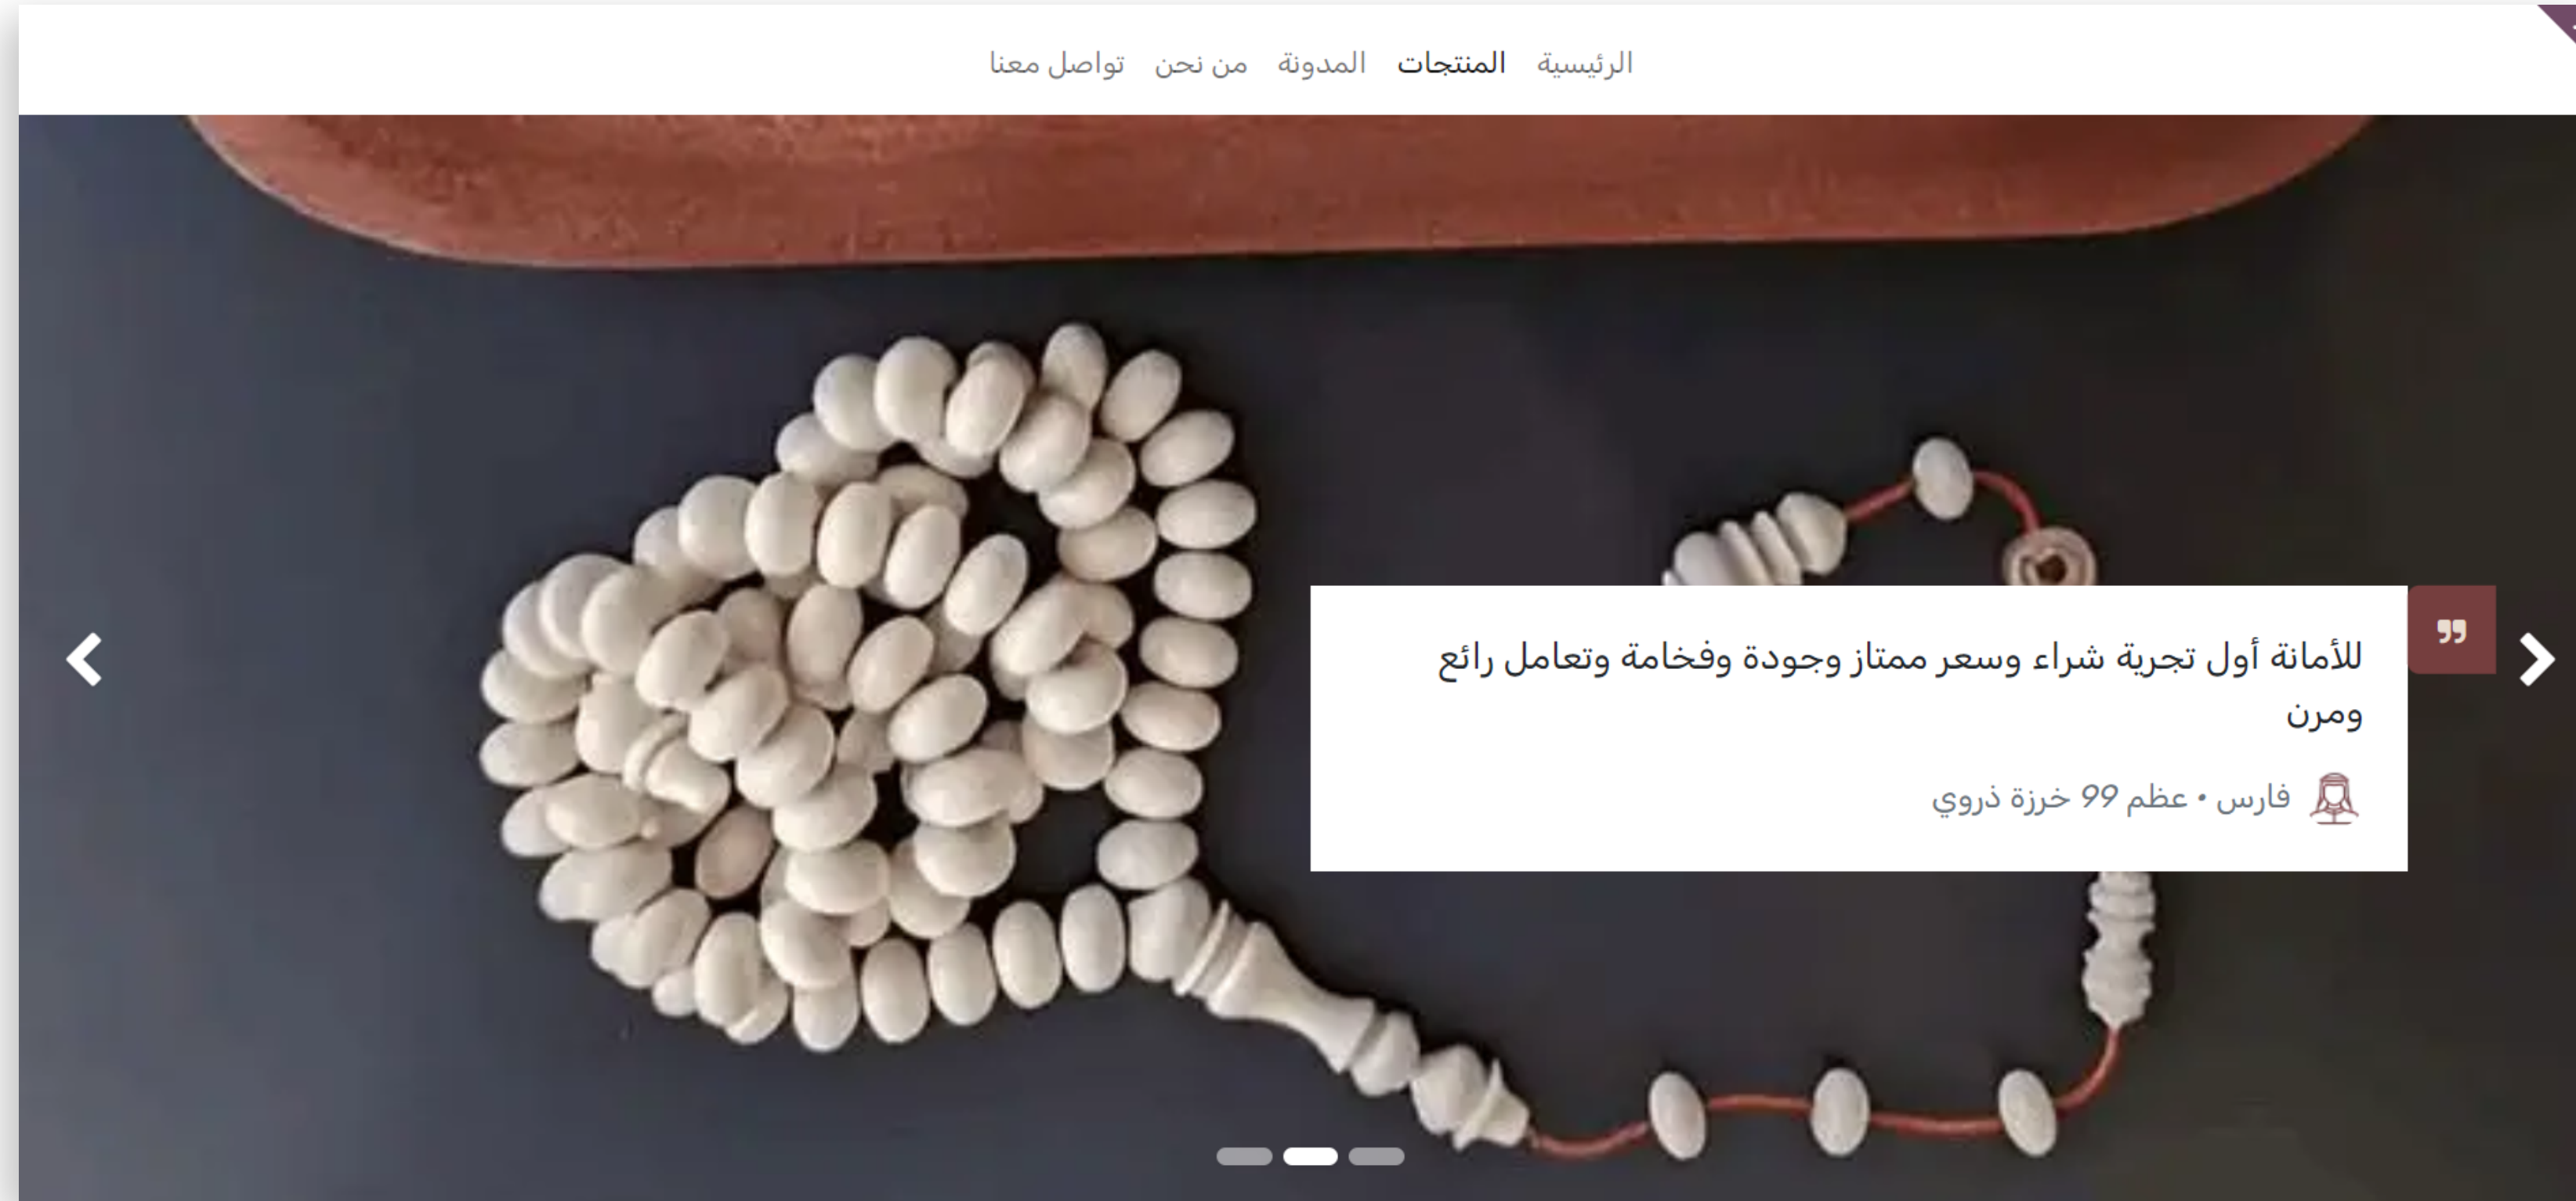 الرئيسية المنتجات المدونة من نحن تواصل معنا
للأمانة أول تجربة شراء وسعر ممتاز وجودة وفخامة وتعامل رائع
ومرن
فارس • عظم 99 خرزة ذروي